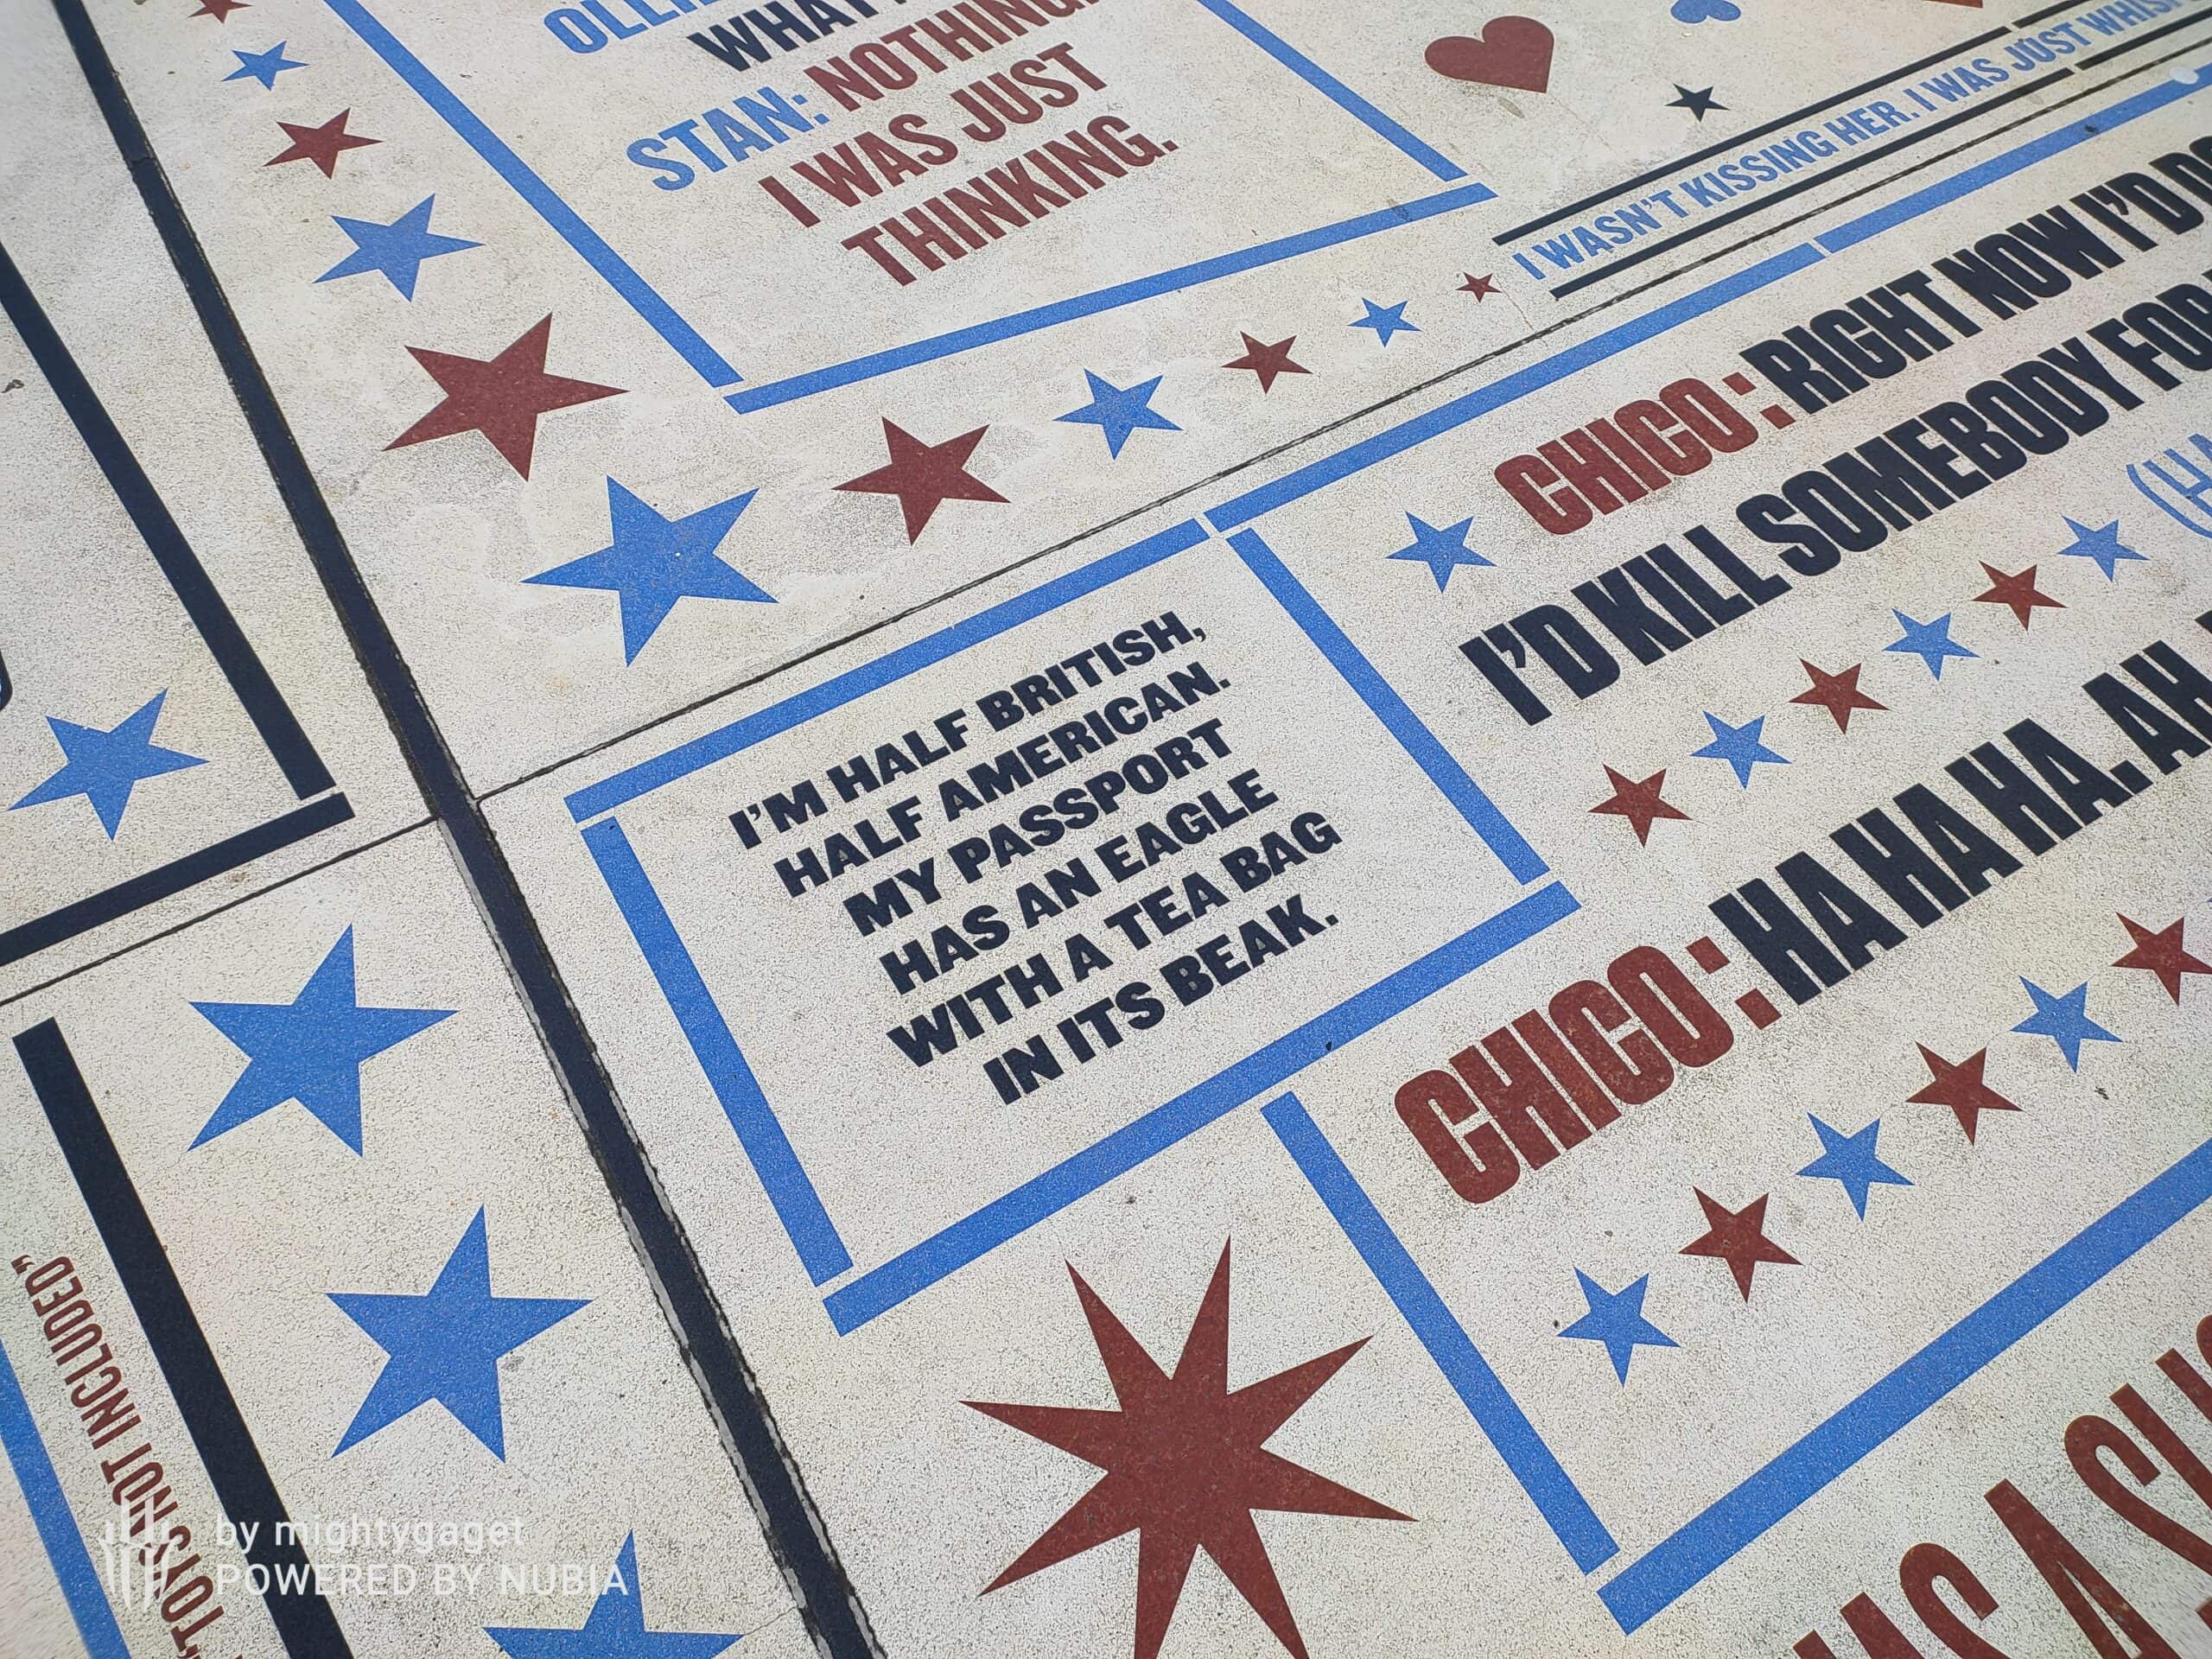 STAN: NOTHING.
I WAS JUST
THINKING.
I WASN'T KISSING HER. I WAS JUST
CHICO: RIGHT NOW I'D
I'D KILL SOMEBODY FOR
I'M HALF BRITISH,
HALF AMERICAN.
MY PASSPORT
HAS AN EAGLE
WITH A TEA BAG
IN ITS BEAK.
CHICO: HA HA HA. AH
NOT INCLUDED"
by mightygaget
POWERED BY NUBIA